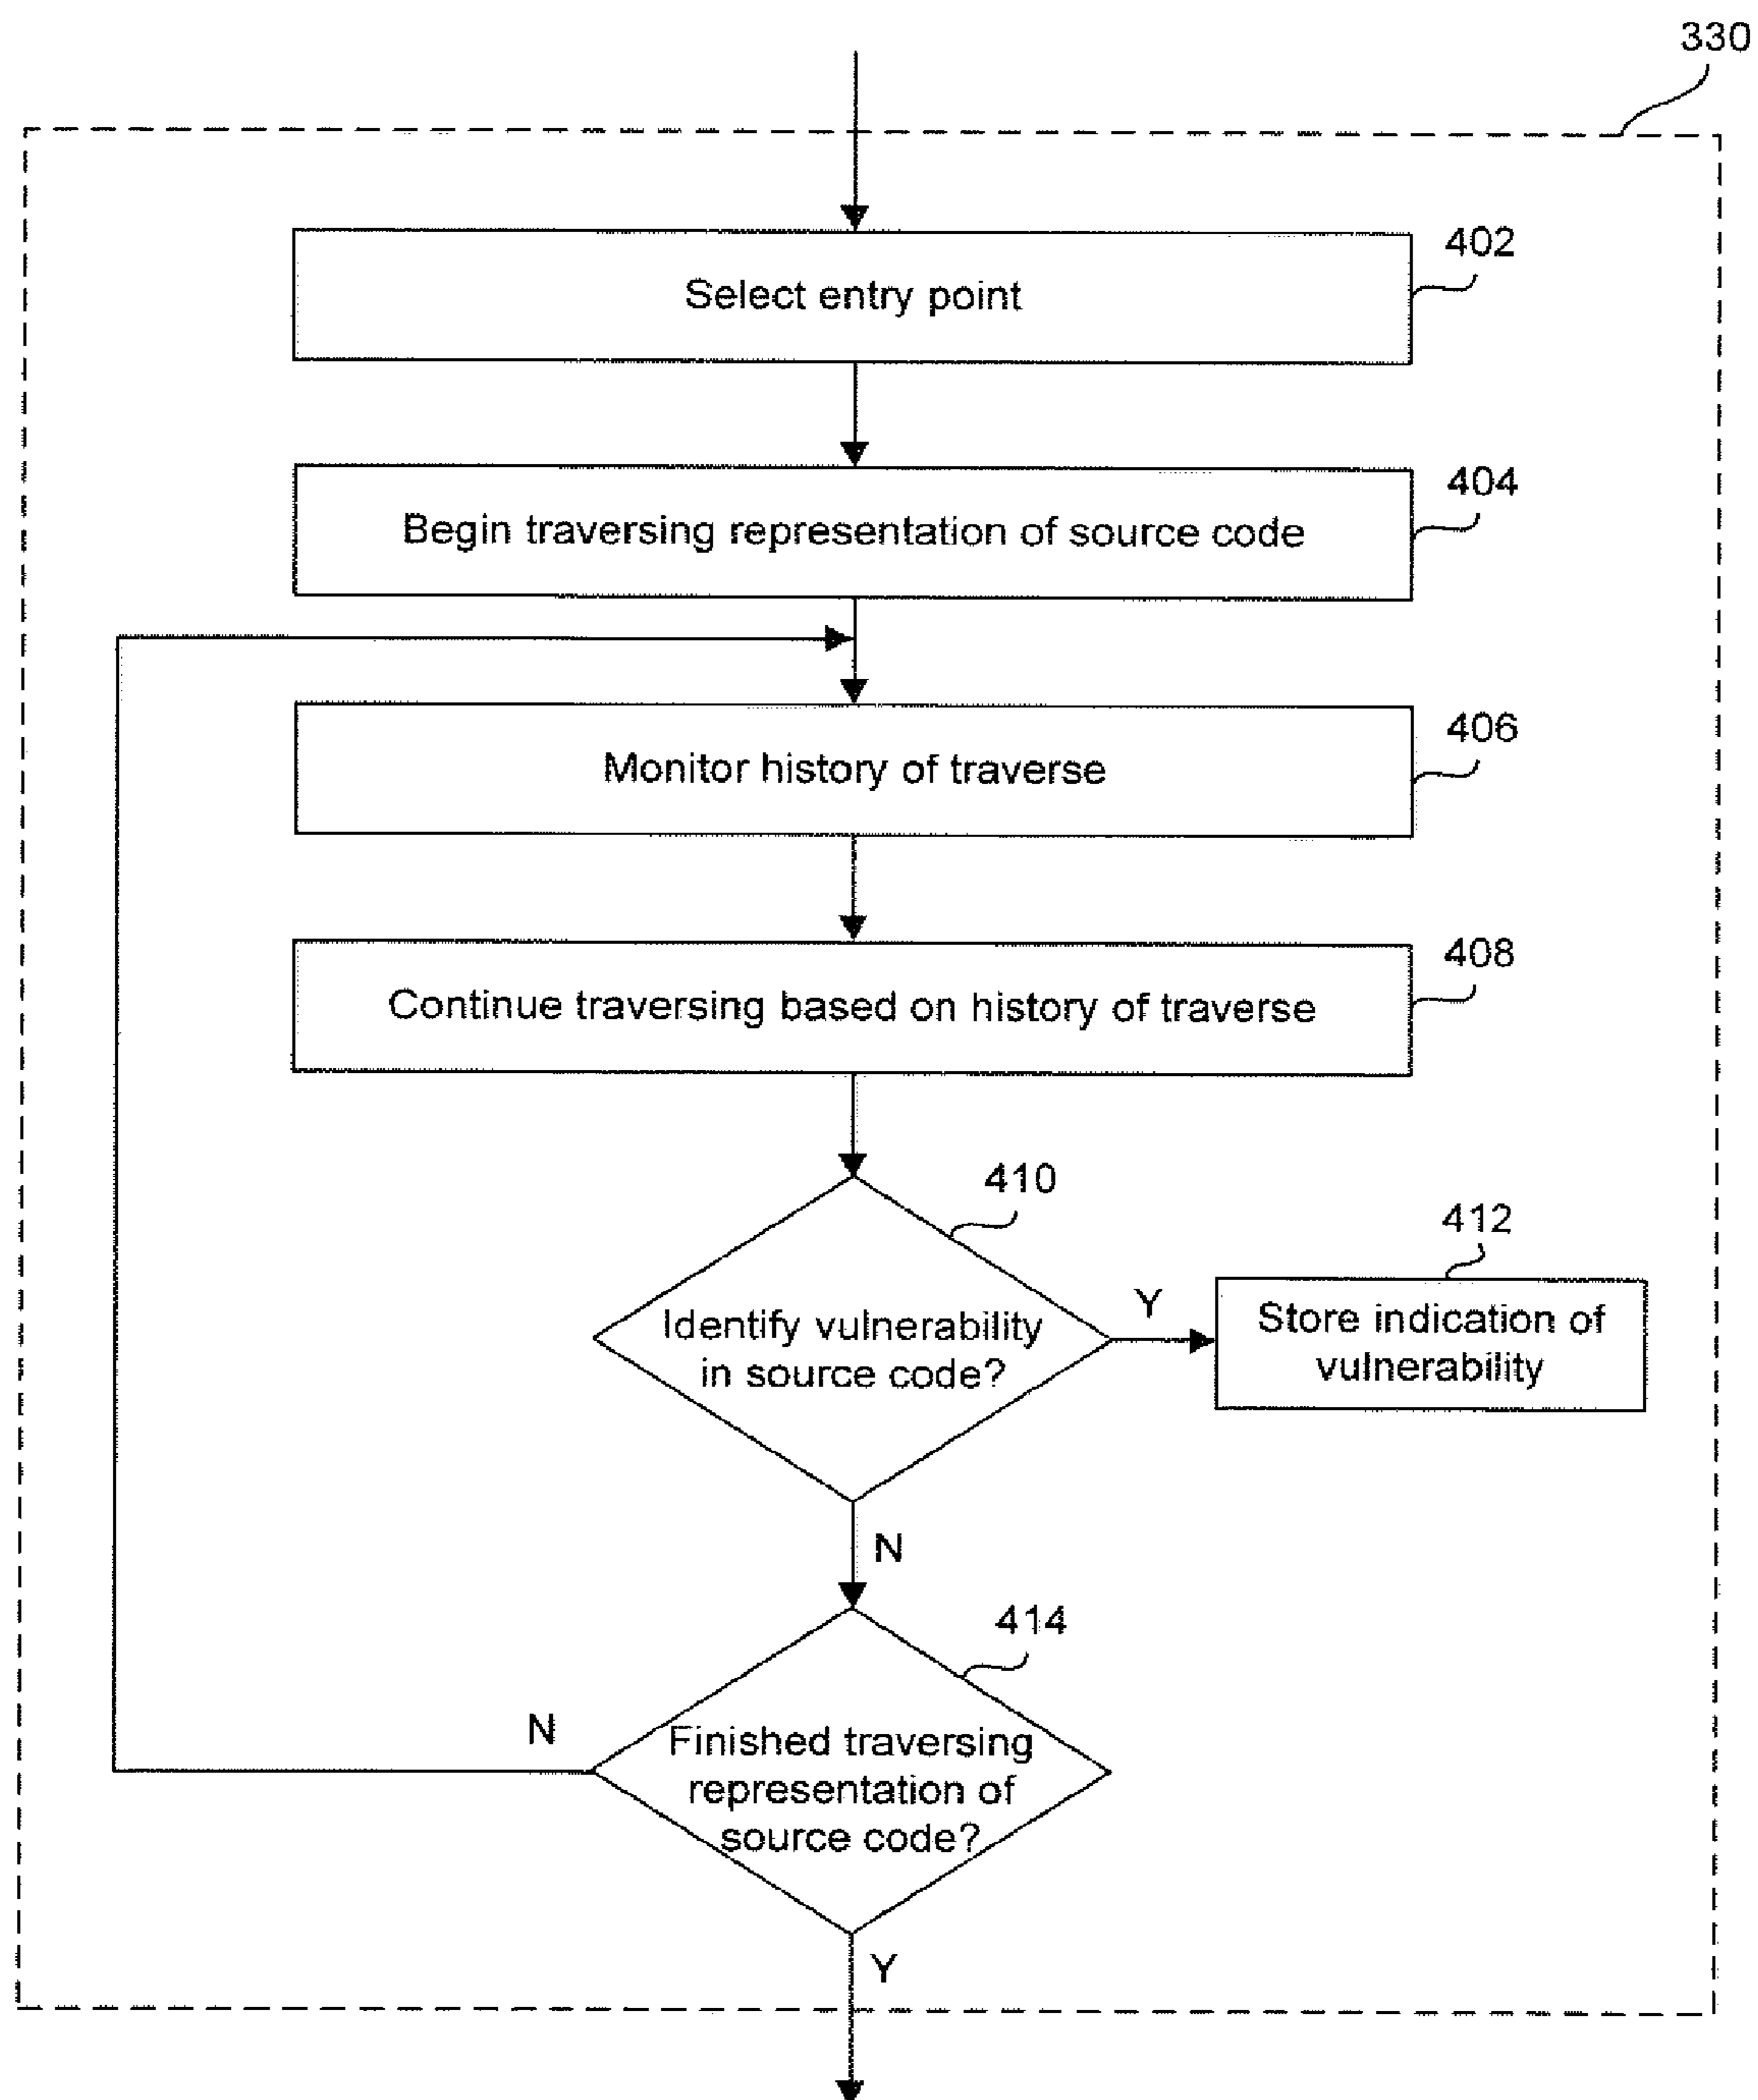 330
402
Select entry point
404
Begin traversing representation of source code
406
Monitor history of traverse
408
Continue traversing based on history of traverse
410
Identify vulnerability
in source code?
Y
412
Store indication of
vulnerability
N
414
Finished traversing
representation of
source code?
N
Y